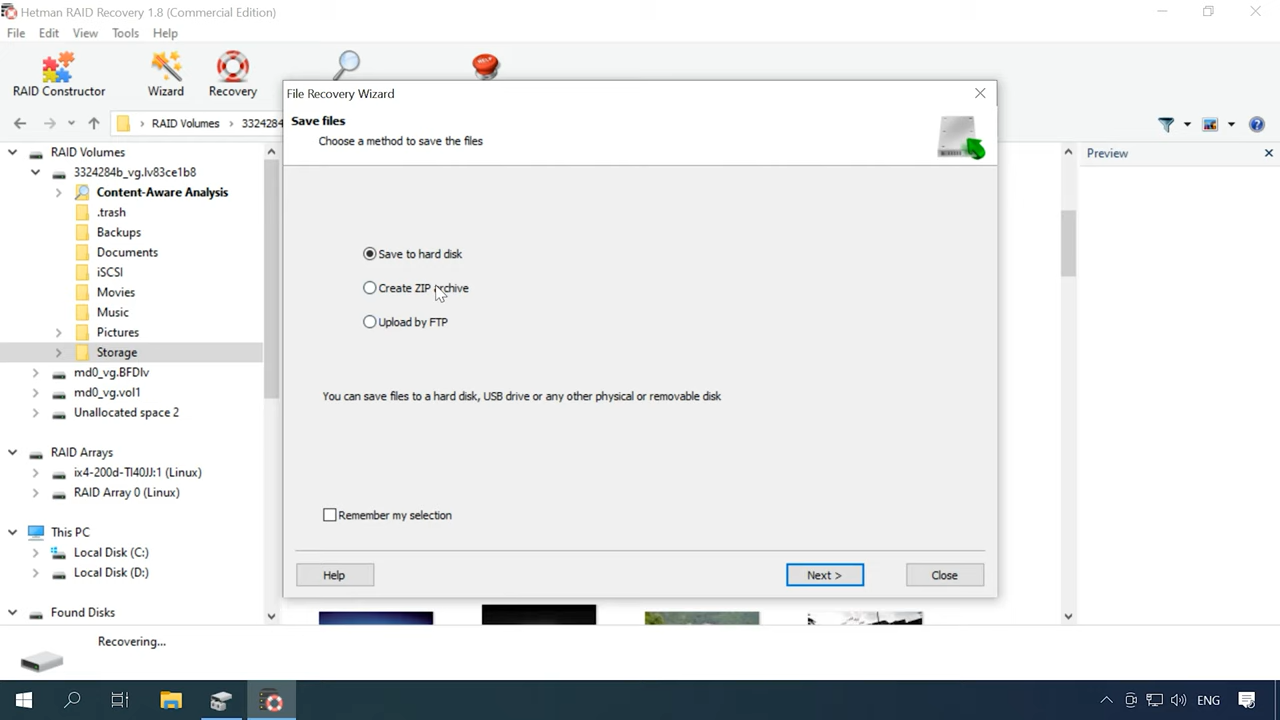 Hetman RAID Recovery 1.8 (Commercial Edition)
File Edit View Tools Help
RAID Constructor
Wizard
Recovery
HELP
RAID Volumes
3324284
File Recovery Wizard
Save files
Choose a method to save the files
Save to hard disk
Create ZIP archive
Upload by FTP
You can save files to a hard disk, USB drive or any other physical or removable disk
Remember my selection
Help
Next >
Close
Preview
RAID Volumes
3324284b_vg.lv83ce1b8
Content-Aware Analysis
.trash
Backups
Documents
iSCSI
Movies
Music
Pictures
Storage
md0_vg.BFDlv
md0_vg.vol1
Unallocated space 2
RAID Arrays
ix4-200d-TI40JJ:1 (Linux)
RAID Array 0 (Linux)
This PC
Local Disk (C:)
Local Disk (D:)
Found Disks
Recovering...
ENG